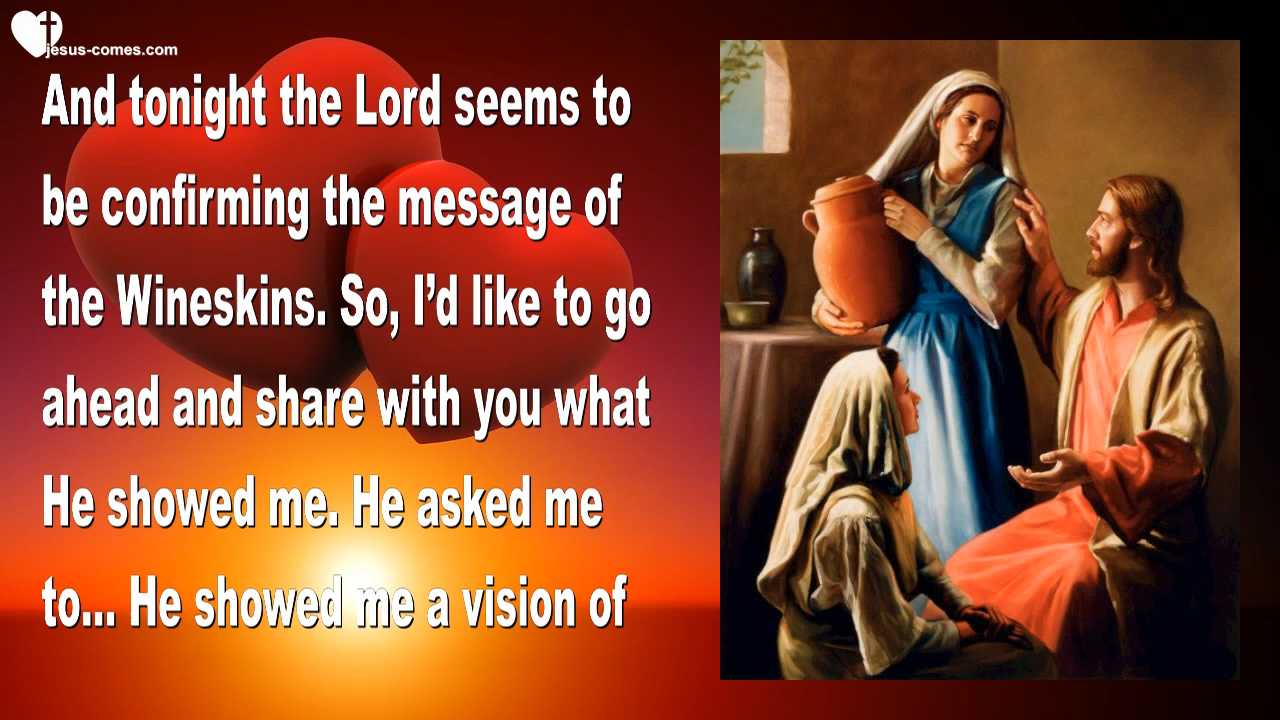 jesus-comes.com
And tonight the Lord seems to
be confirming the message of
the Wineskins. So, I’d like to go
ahead and share with you what
He showed me. He asked me
to... He showed me a vision of